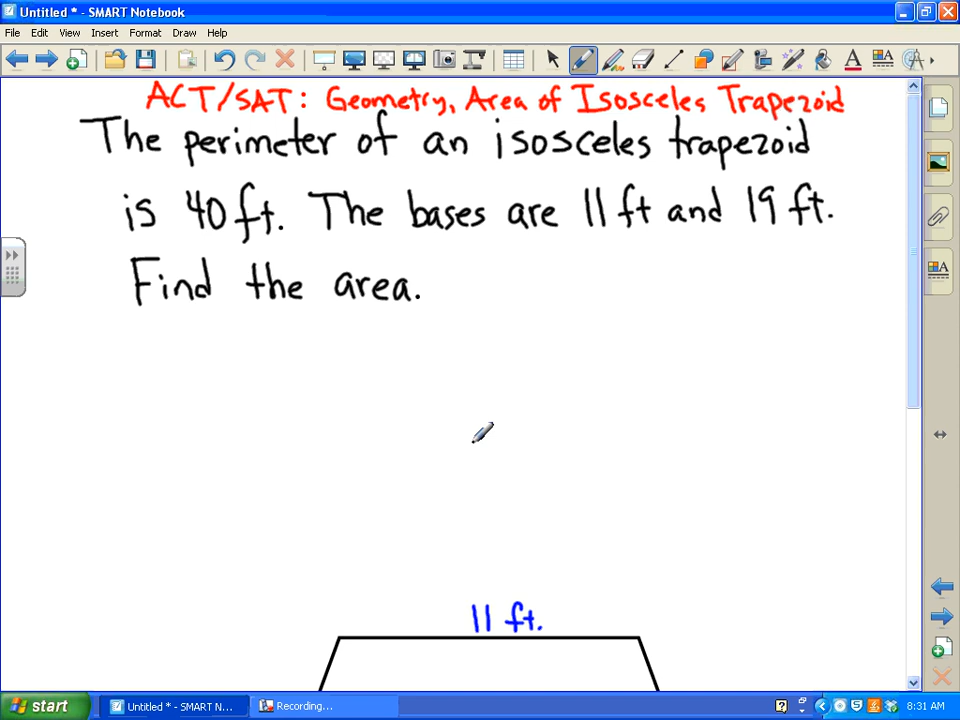 Untitled * - SMART Notebook
File Edit View Insert Format Draw Help
ACT/SAT: Geometry, Area of Isosceles Trapezoid
The perimeter of an isosceles trapezoid
is 40 ft. The bases are 11 ft and 19 ft.
Find the area.
11 ft.
start Untitled * - SMART N... Recording... 8:31 AM